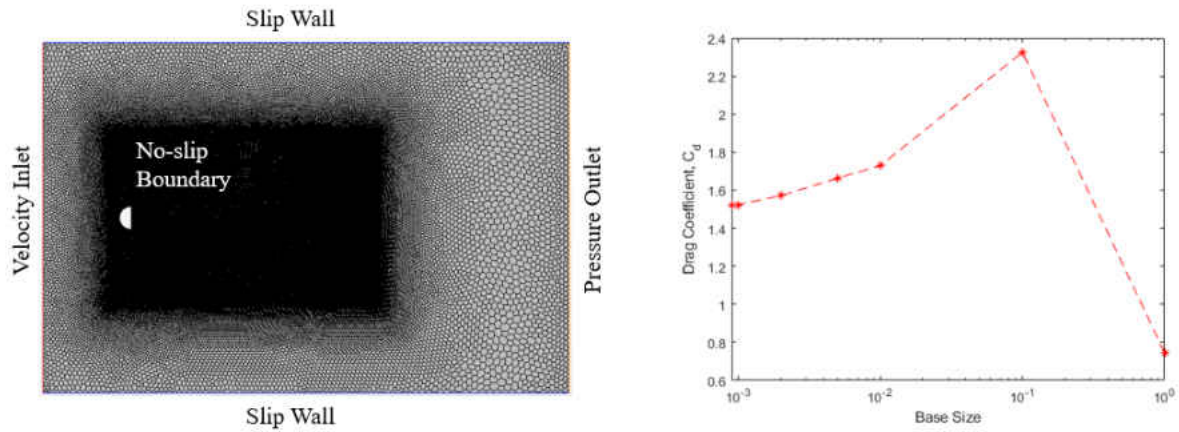 Slip Wall
Velocity Inlet
No-slip
Boundary
Pressure Outlet
Slip Wall
Drag Coefficient, C_d
2.4
2.2
2
1.8
1.6
1.4
1.2
1
0.8
0.6
10^-3
10^-2
10^-1
10^0
Base Size